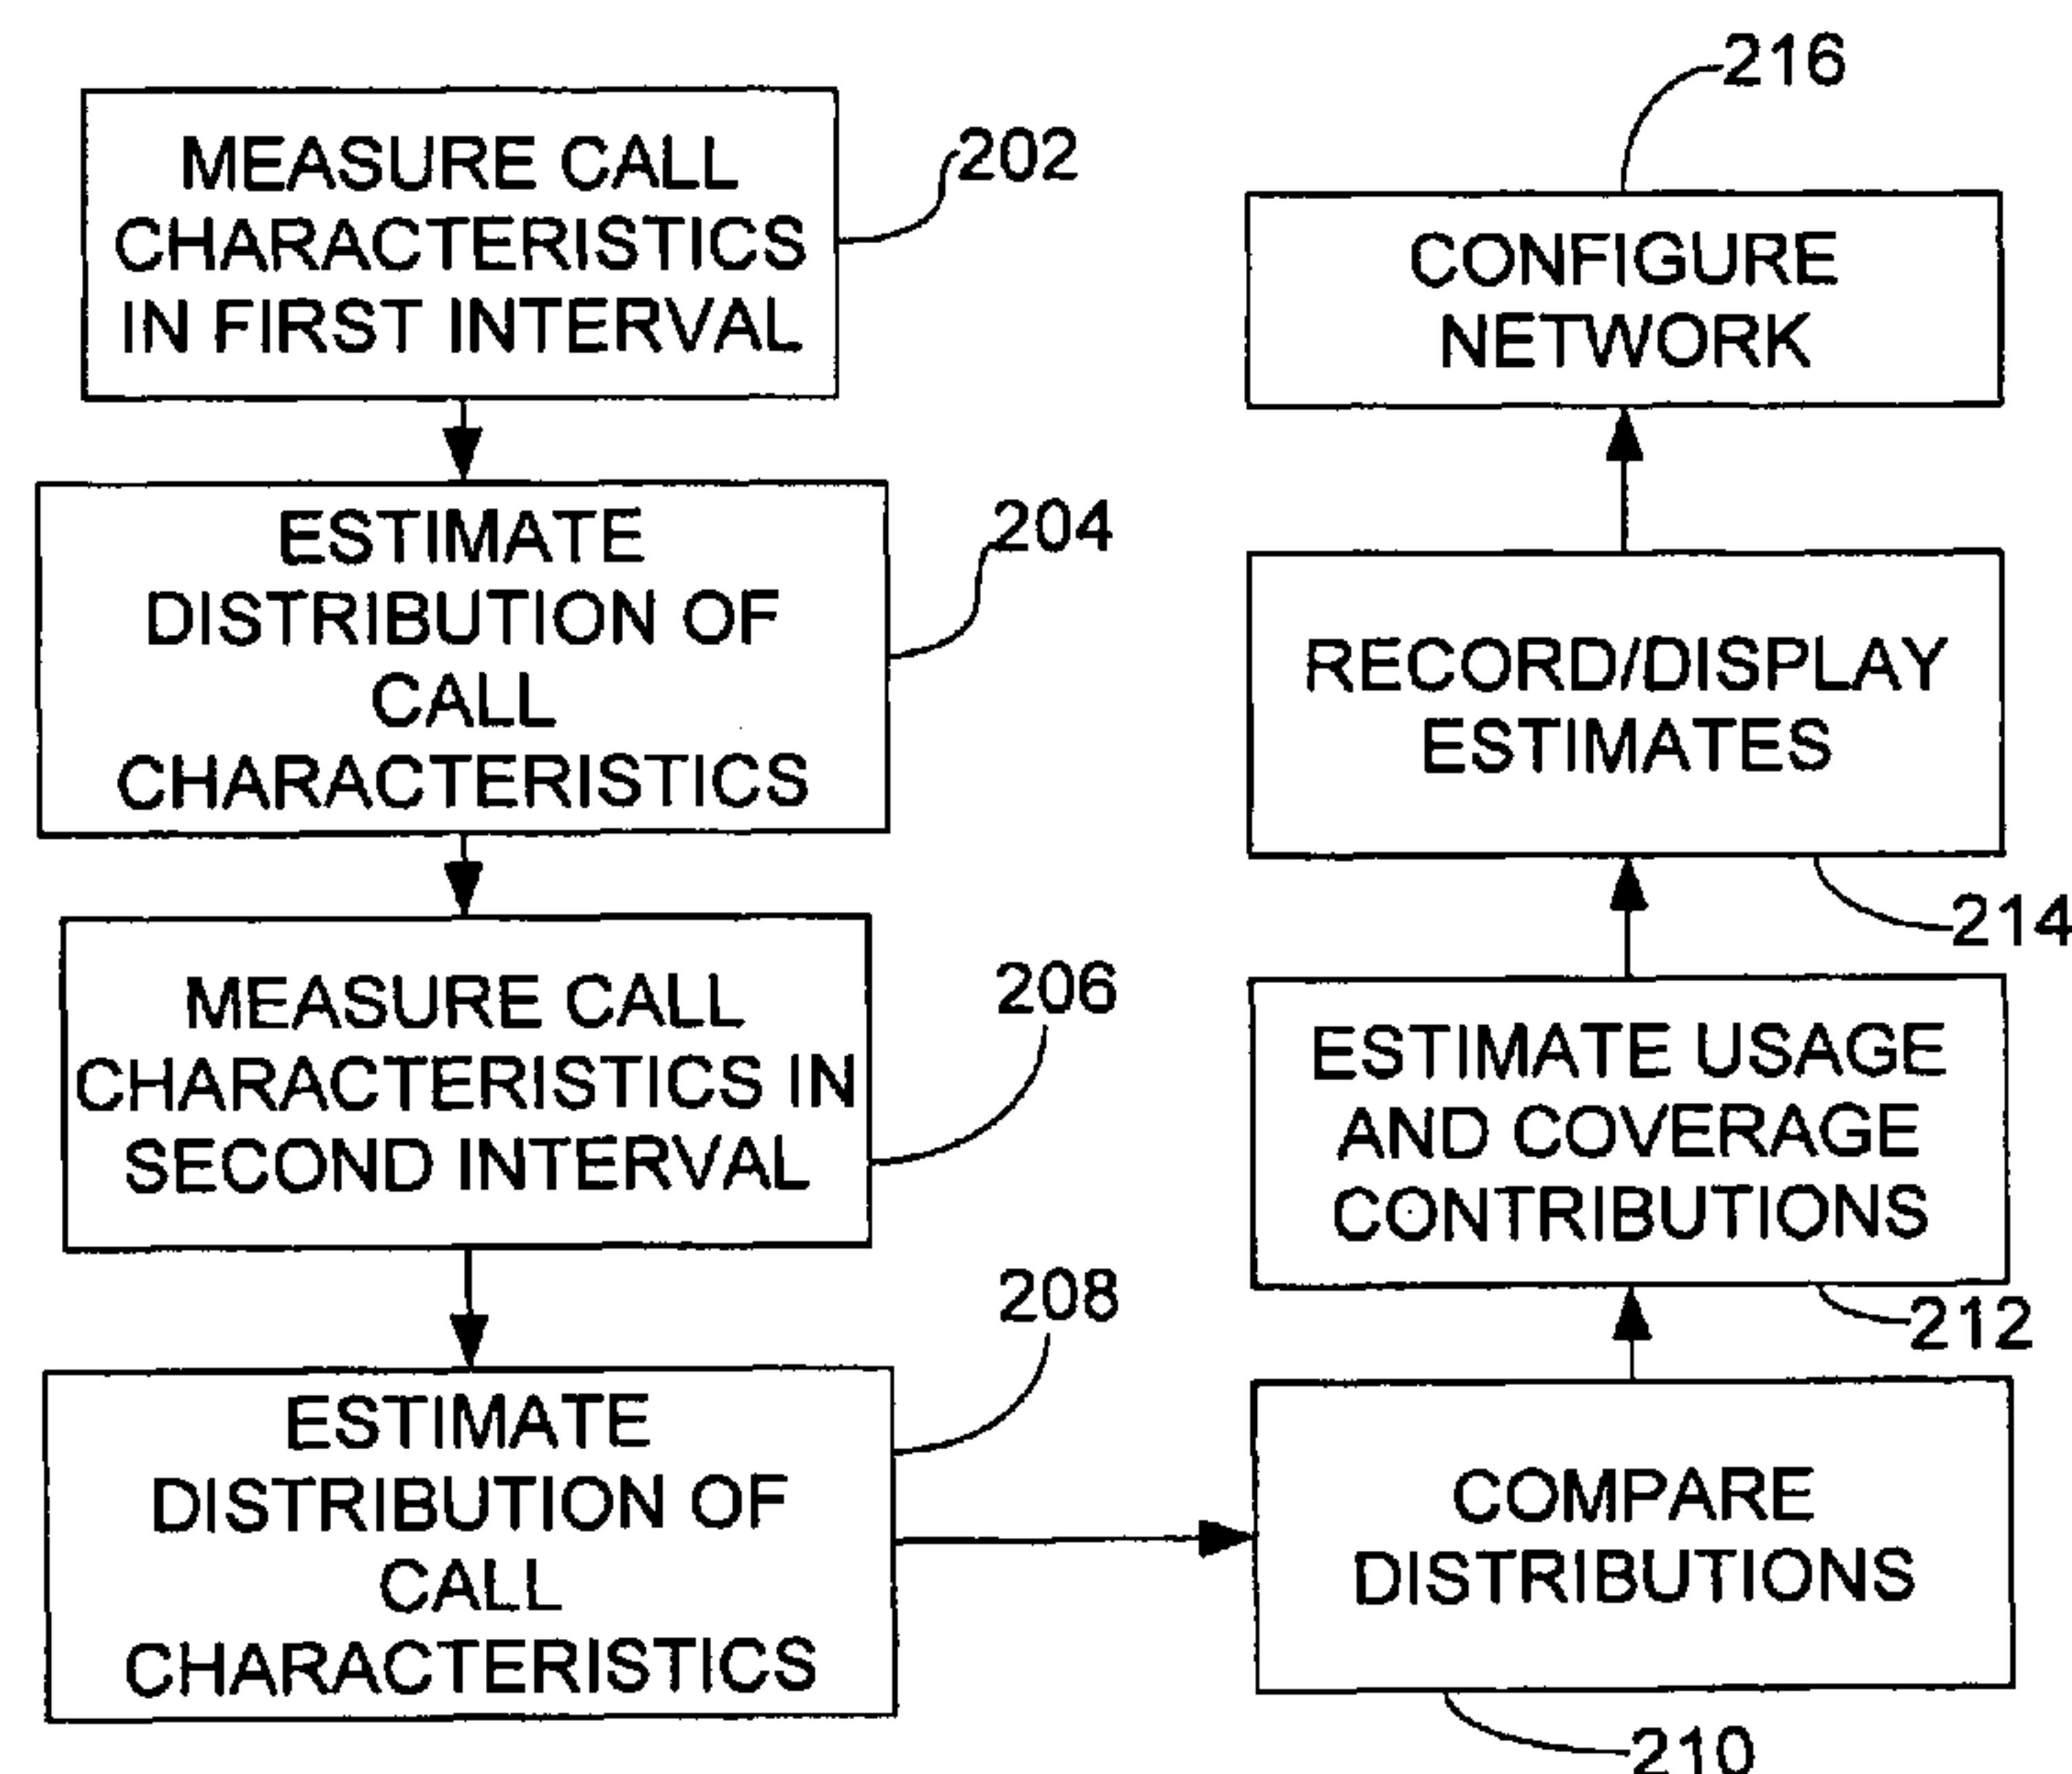 MEASURE CALL
CHARACTERISTICS
IN FIRST INTERVAL
202
ESTIMATE
DISTRIBUTION OF
CALL
CHARACTERISTICS
204
MEASURE CALL
CHARACTERISTICS IN
SECOND INTERVAL
206
ESTIMATE
DISTRIBUTION OF
CALL
CHARACTERISTICS
208
COMPARE
DISTRIBUTIONS
210
ESTIMATE USAGE
AND COVERAGE
CONTRIBUTIONS
212
RECORD/DISPLAY
ESTIMATES
214
CONFIGURE
NETWORK
216